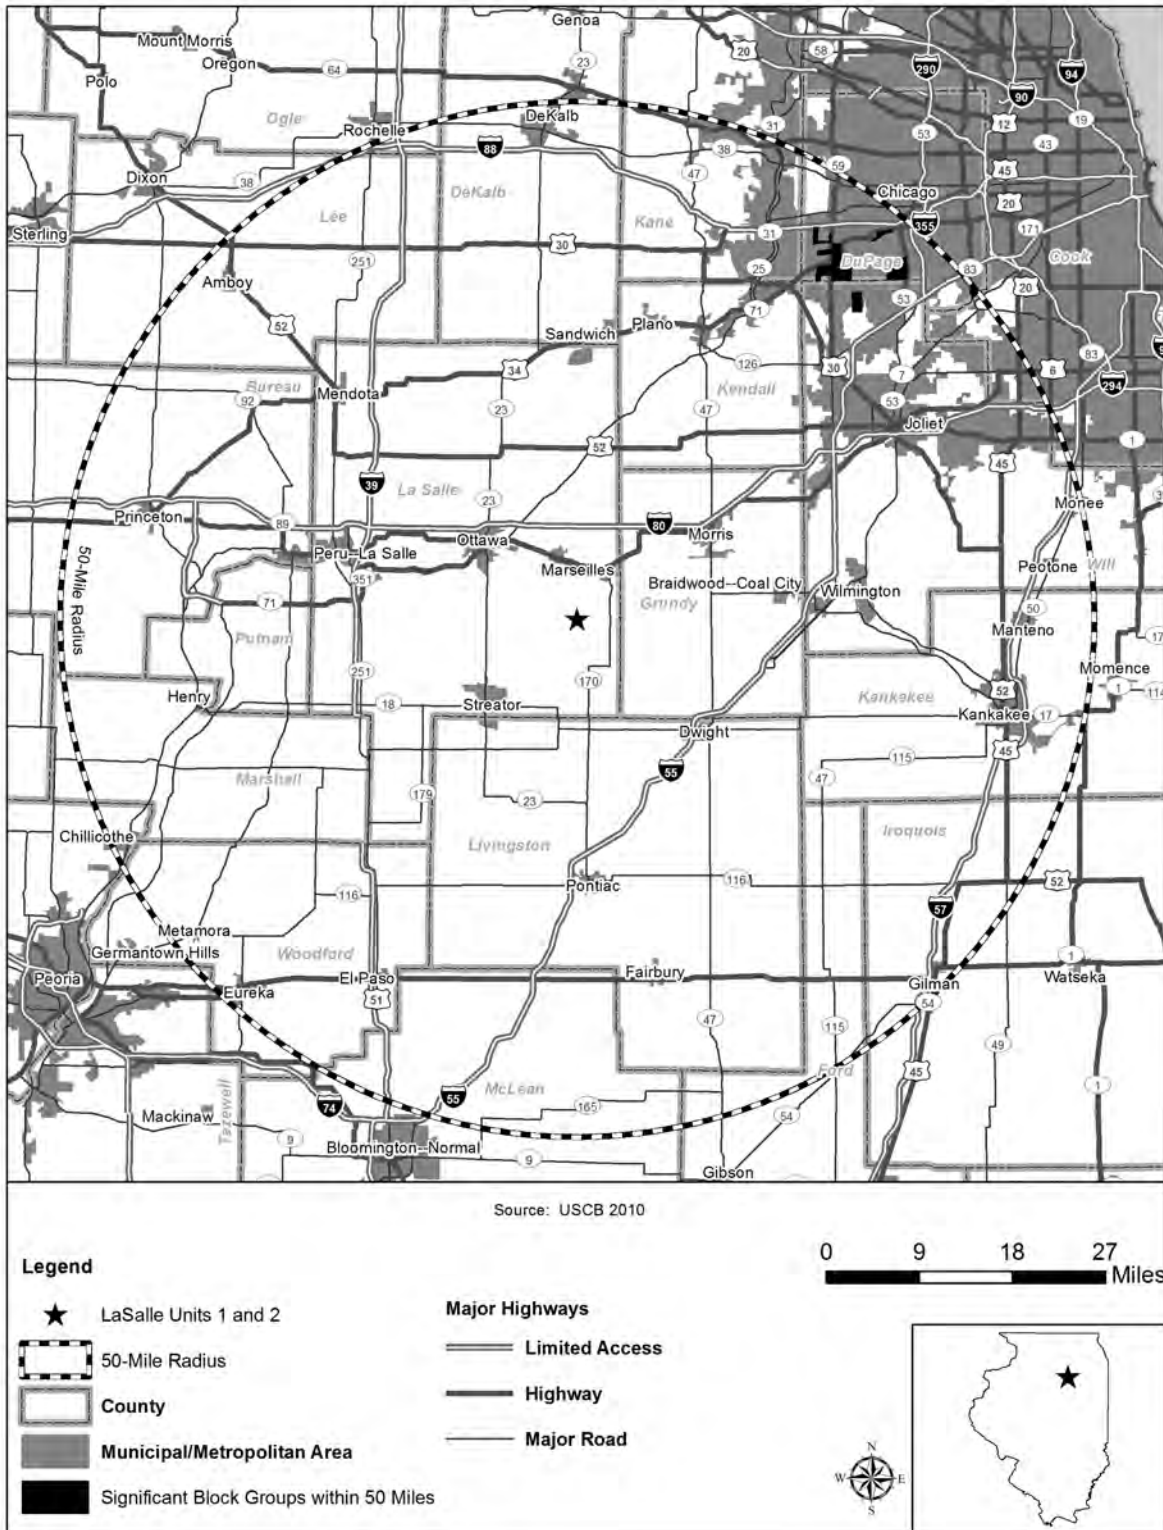 Genoa
Mount Morris
Oregon
20
58
290
94
Polo
64
23
90
31
19
Ogle
Rochelle
DeKalb
12
53
88
38
43
47
59
Dixon
38
DeKalb
45
Chicago
Lee
Kane
20
Sterling
355
171
30
31
251
DuPage
Cook
25
83
Amboy
20
53
71
52
Sandwich
Plano
83
126
34
30
6
7
Bureau
Kendall
294
Mendota
92
23
47
53
Joliet
52
1
45
39
La Salle
23
Princeton
89
80
Monee
Ottawa
Morris
Peru--La Salle
Marseilles
Peotone
Will
50-Mile Radius
351
Braidwood--Coal City
Wilmington
71
Grundy
50
Putnam
Manteno
251
170
Momence
Henry
52
1
114
18
Kankakee
Streator
Kankakee
17
Dwight
45
115
Marshall
55
47
179
23
Chillicothe
Iroquois
Livingston
116
Pontiac
116
52
57
Metamora
Germantown Hills
Woodford
1
Peoria
El Paso
Fairbury
Gilman
Watseka
Eureka
51
54
47
115
49
45
Ford
McLean
1
74
55
165
54
Mackinaw
Tazewell
9
Bloomington--Normal
9
Gibson
Source: USCB 2010
0 9 18 27
Miles
Legend
LaSalle Units 1 and 2
50-Mile Radius
County
Municipal/Metropolitan Area
Significant Block Groups within 50 Miles
Major Highways
Limited Access
Highway
Major Road
N
W E
S